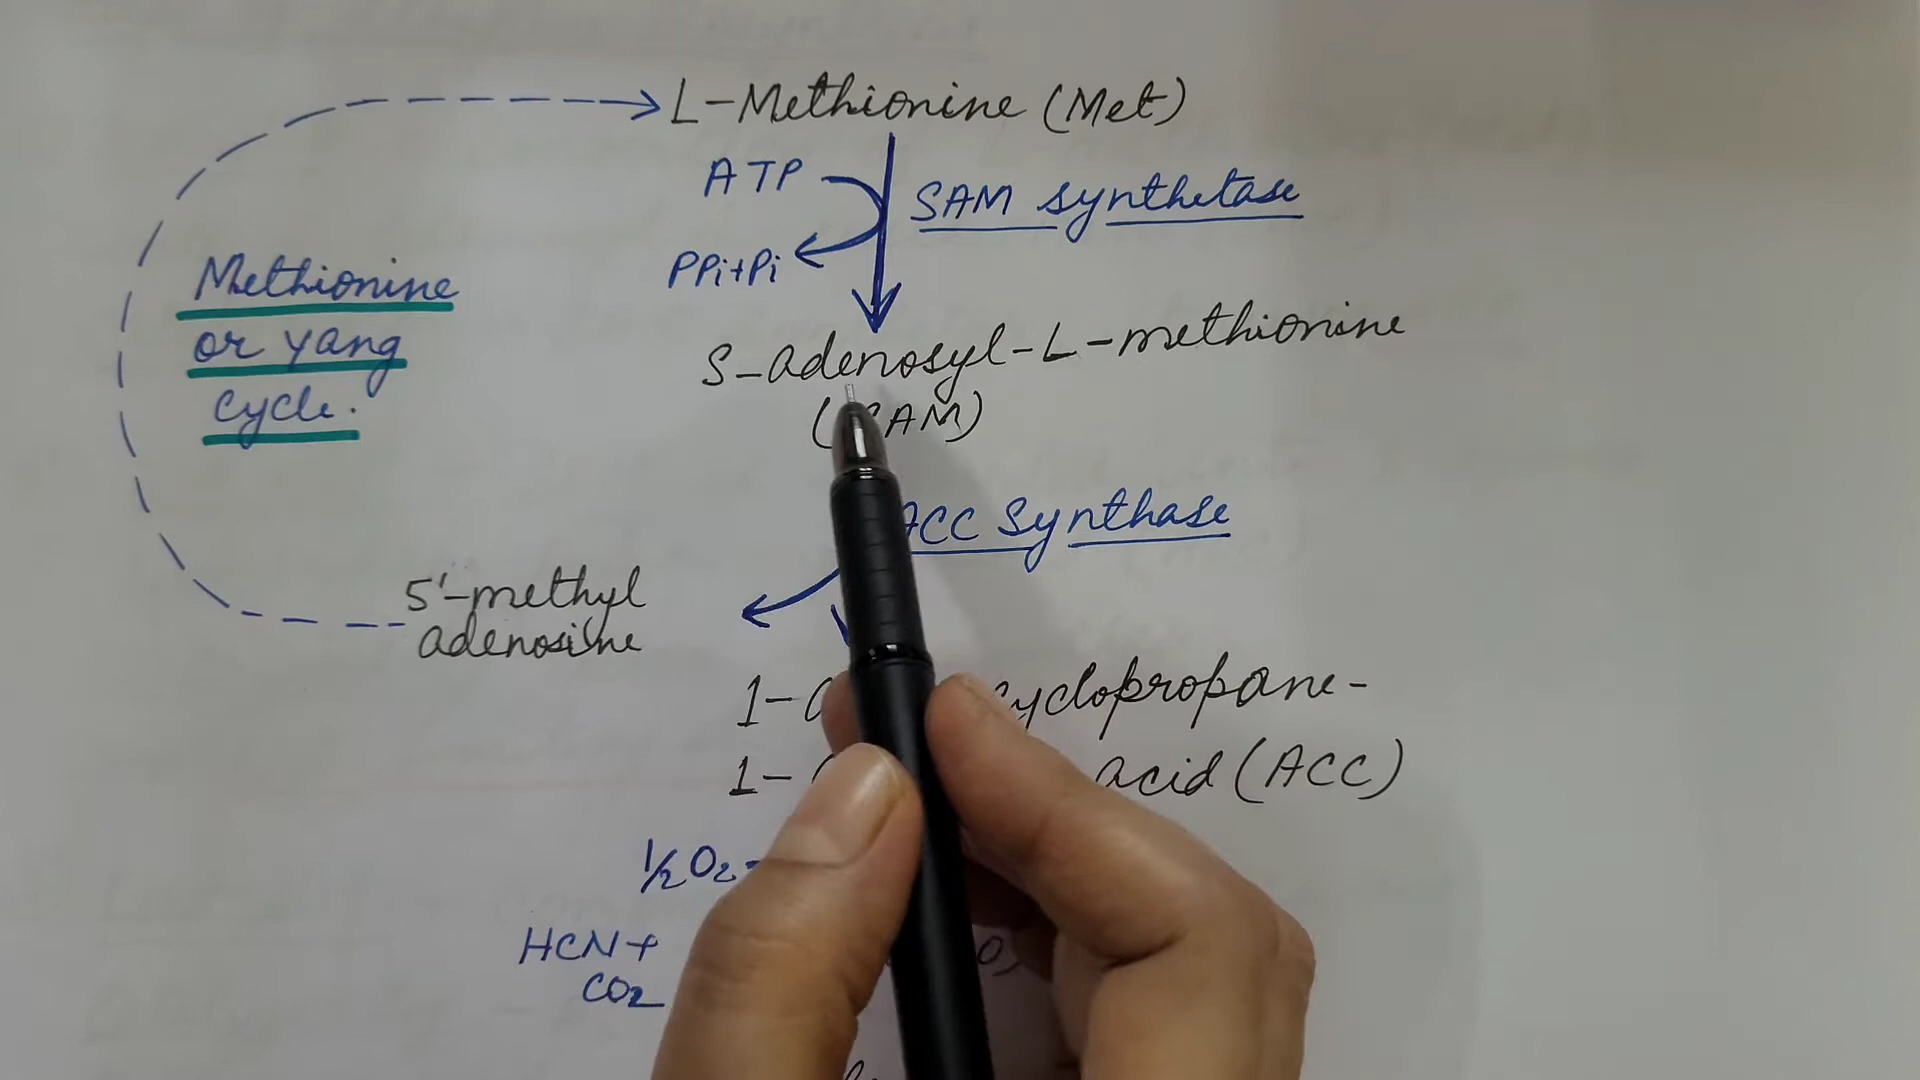 L-Methionine (Met)
ATP
SAM synthetase
PPi+Pi
Methionine
or yang
cycle.
S-adenosyl-L-methionine
(SAM)
ACC Synthase
5'-methyl
adenosine
1- cyclopropane-
1- acid (ACC)
1/2O2
HCN+
CO2